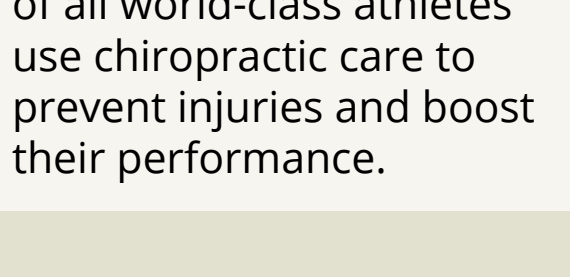 of all world-class athletes
use chiropractic care to
prevent injuries and boost
their performance.